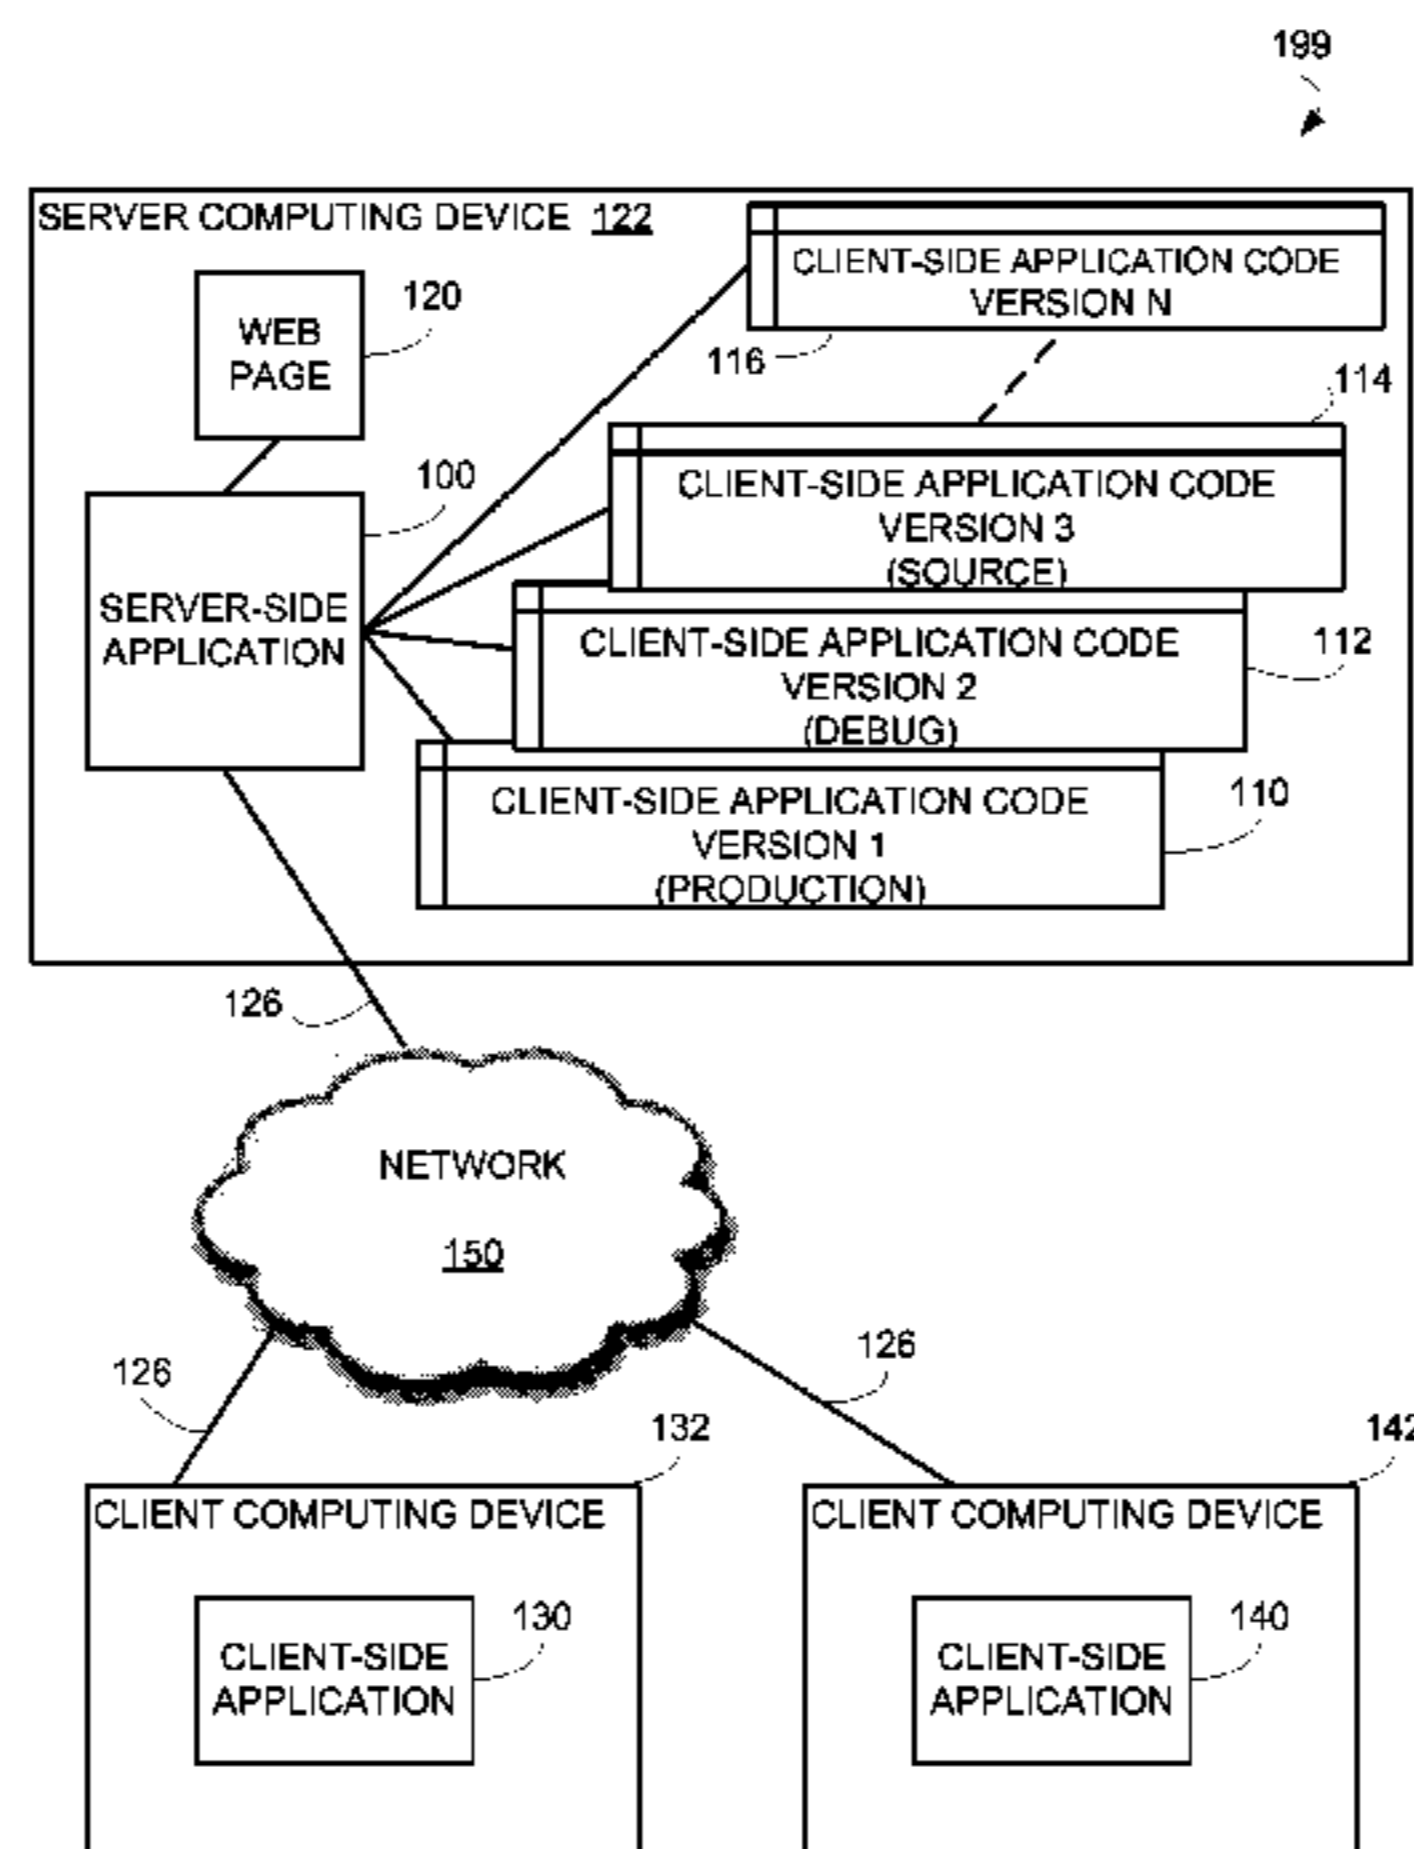 199
SERVER COMPUTING DEVICE 122
CLIENT-SIDE APPLICATION CODE
VERSION N
116
WEB
PAGE
120
114
100
CLIENT-SIDE APPLICATION CODE
VERSION 3
(SOURCE)
SERVER-SIDE
APPLICATION
CLIENT-SIDE APPLICATION CODE
VERSION 2
(DEBUG)
112
CLIENT-SIDE APPLICATION CODE
VERSION 1
(PRODUCTION)
110
126
NETWORK
150
126
126
132
142
CLIENT COMPUTING DEVICE
CLIENT COMPUTING DEVICE
130
CLIENT-SIDE
APPLICATION
140
CLIENT-SIDE
APPLICATION